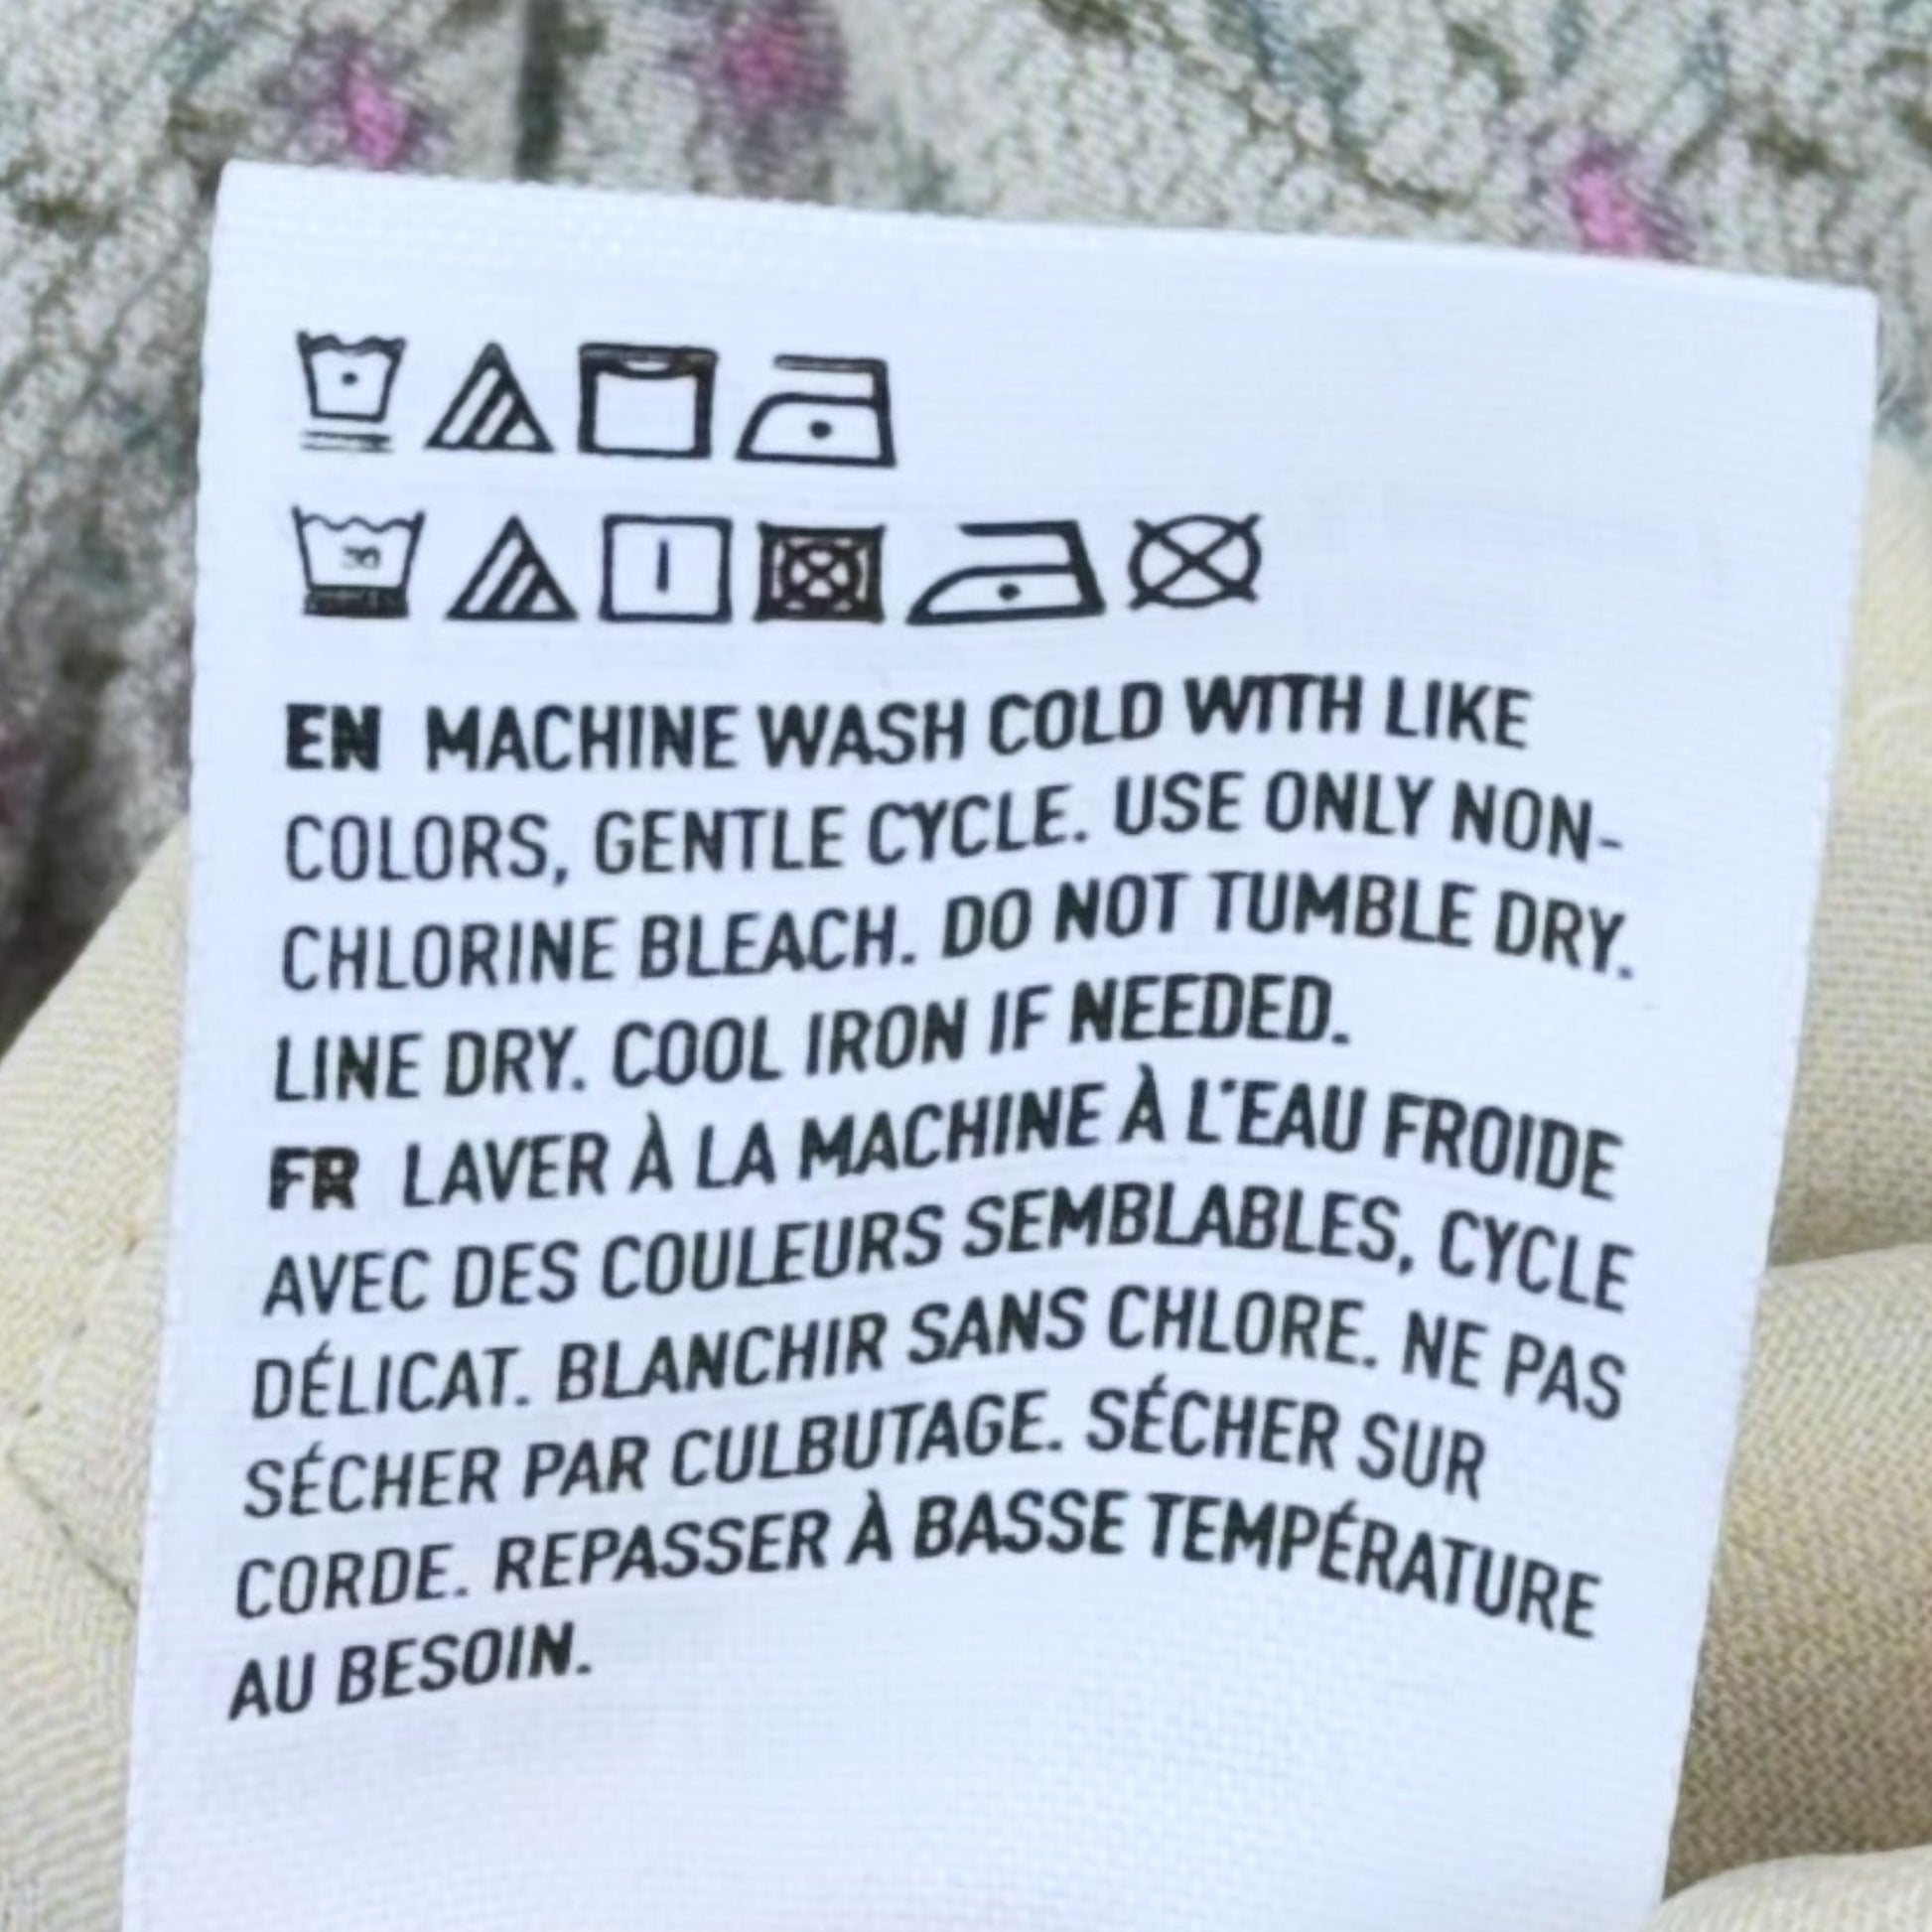 30
EN MACHINE WASH COLD WITH LIKE
COLORS, GENTLE CYCLE. USE ONLY NON-
CHLORINE BLEACH. DO NOT TUMBLE DRY.
LINE DRY. COOL IRON IF NEEDED.
FR LAVER À LA MACHINE À L'EAU FROIDE
AVEC DES COULEURS SEMBLABLES, CYCLE
DÉLICAT. BLANCHIR SANS CHLORE. NE PAS
SÉCHER PAR CULBUTAGE. SÉCHER SUR
CORDE. REPASSER À BASSE TEMPÉRATURE
AU BESOIN.